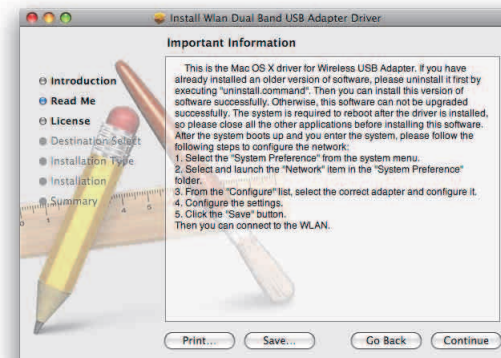 Install Wlan Dual Band USB Adapter Driver
Important Information
Introduction
Read Me
License
Destination Select
Installation Type
Installation
Summary
This is the Mac OS X driver for Wireless USB Adapter. If you have
already installed an older version of software, please uninstall it first by
executing "uninstall.command". Then you can install this version of
software successfully. Otherwise, this software can not be upgraded
successfully. The system is required to reboot after the driver is installed,
so please close all the other applications before installing this software.
After the system boots up and you enter the system, please follow the
following steps to configure the network:
1. Select the "System Preference" from the system menu.
2. Select and launch the "Network" item in the "System Preference"
folder.
3. From the "Configure" list, select the correct adapter and configure it.
4. Configure the settings.
5. Click the "Save" button.
Then you can connect to the WLAN.
Print...
Save...
Go Back
Continue